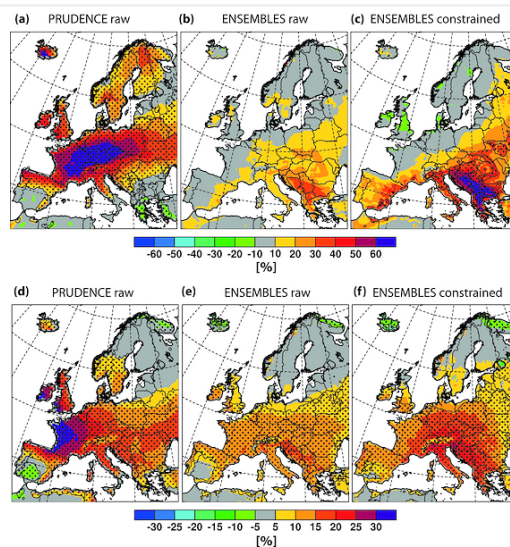 (a) PRUDENCE raw (b) ENSEMBLES raw (c) ENSEMBLES constrained
-60 -50 -40 -30 -20 -10 10 20 30 40 50 60
[%]
(d) PRUDENCE raw (e) ENSEMBLES raw (f) ENSEMBLES constrained
-30 -25 -20 -15 -10 -5 5 10 15 20 25 30
[%]